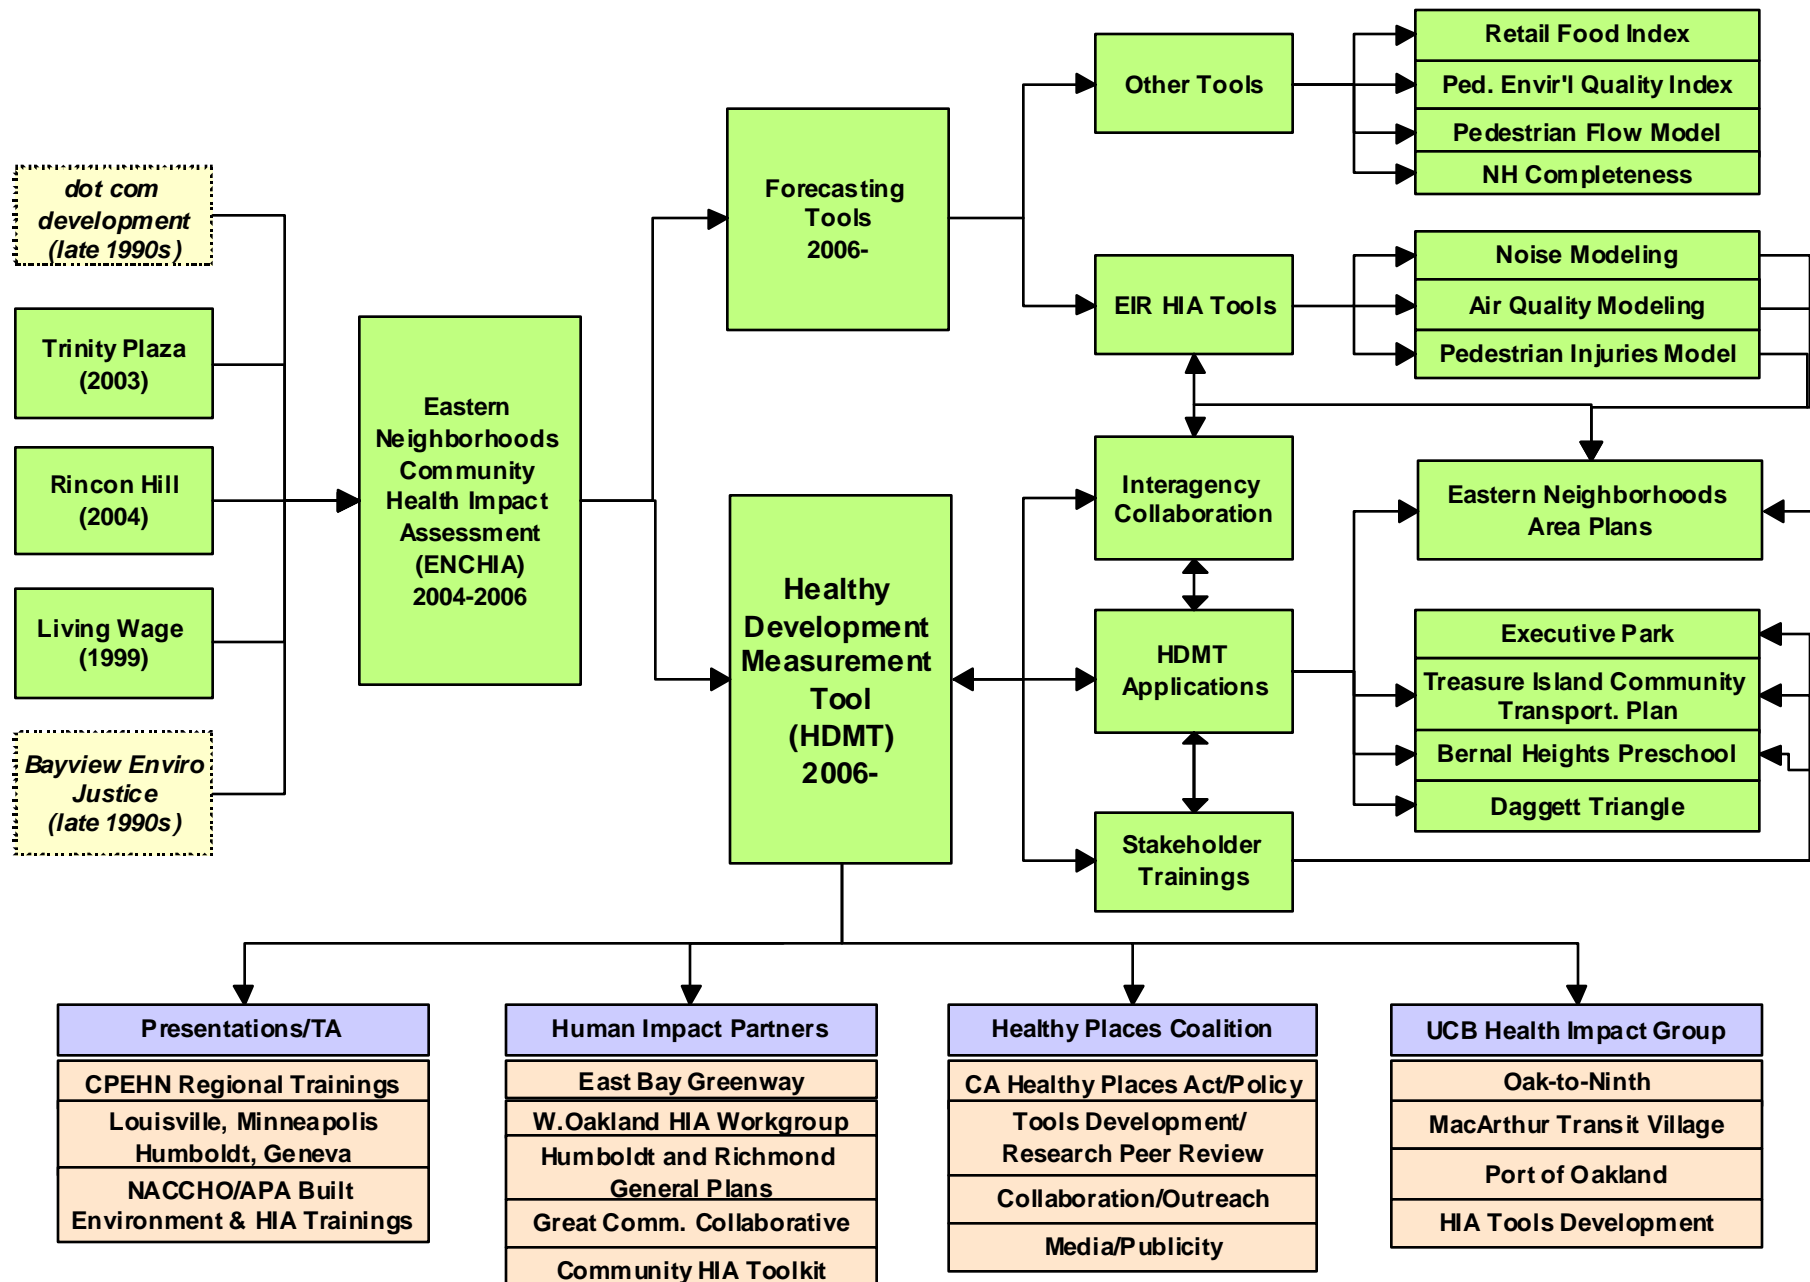 dot com
development
(late 1990s)
Trinity Plaza
(2003)
Rincon Hill
(2004)
Living Wage
(1999)
Bayview Enviro
Justice
(late 1990s)
Eastern
Neighborhoods
Community
Health Impact
Assessment
(ENCHIA)
2004-2006
Forecasting
Tools
2006-
Healthy
Development
Measurement
Tool
(HDMT)
2006-
Other Tools
EIR HIA Tools
Interagency
Collaboration
HDMT
Applications
Stakeholder
Trainings
Retail Food Index
Ped. Envir'l Quality Index
Pedestrian Flow Model
NH Completeness
Noise Modeling
Air Quality Modeling
Pedestrian Injuries Model
Eastern Neighborhoods
Area Plans
Executive Park
Treasure Island Community
Transport. Plan
Bernal Heights Preschool
Daggett Triangle
Presentations/TA
CPEHN Regional Trainings
Louisville, Minneapolis
Humboldt, Geneva
NACCHO/APA Built
Environment & HIA Trainings
Human Impact Partners
East Bay Greenway
W.Oakland HIA Workgroup
Humboldt and Richmond
General Plans
Great Comm. Collaborative
Community HIA Toolkit
Healthy Places Coalition
CA Healthy Places Act/Policy
Tools Development/
Research Peer Review
Collaboration/Outreach
Media/Publicity
UCB Health Impact Group
Oak-to-Ninth
MacArthur Transit Village
Port of Oakland
HIA Tools Development